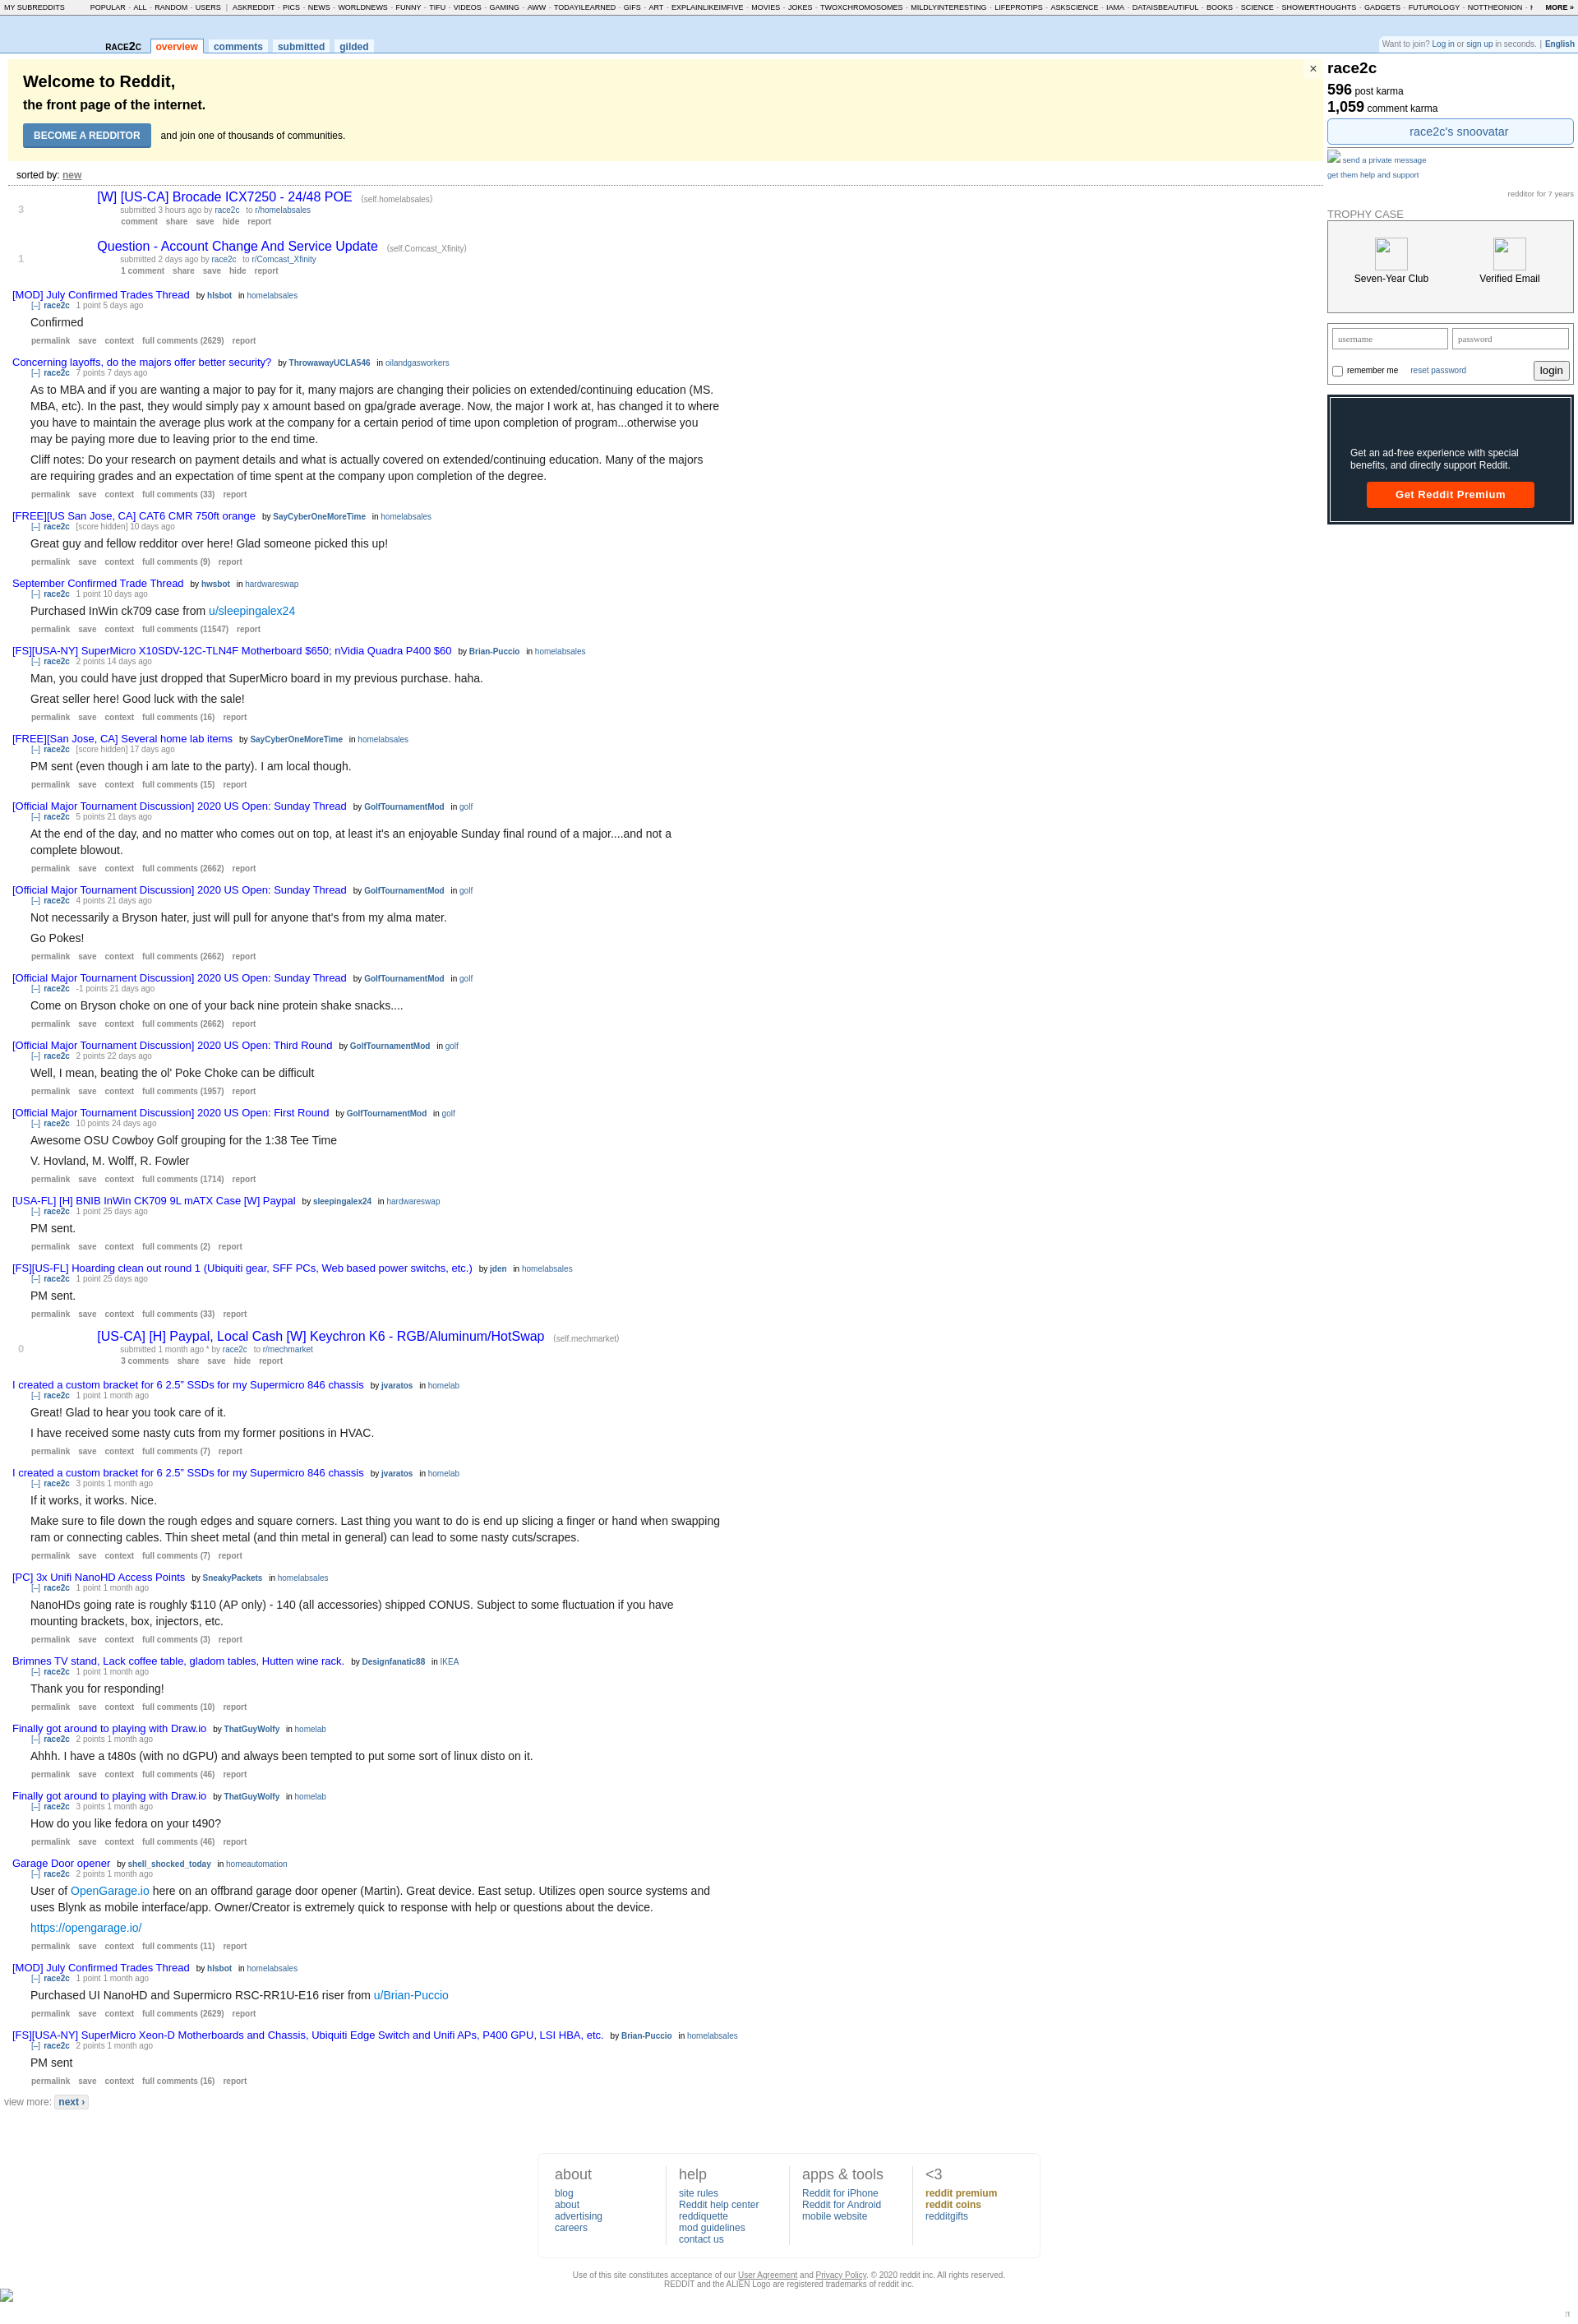 MY SUBREDDITS POPULAR - ALL - RANDOM - USERS | ASKREDDIT - PICS - NEWS - WORLDNEWS - FUNNY - TIFU - VIDEOS - GAMING - AWW - TODAYILEARNED - GIFS - ART - EXPLAINLIKEIMFIVE - MOVIES - JOKES - TWOXCHROMOSOMES - MILDLYINTERESTING - LIFEPROTIPS - ASKSCIENCE - IAMA - DATAISBEAUTIFUL - BOOKS - SCIENCE - SHOWERTHOUGHTS - GADGETS - FUTUROLOGY - NOTTHEONION - MORE »
RACE2C overview comments submitted gilded
Want to join? Log in or sign up in seconds. | English
Welcome to Reddit,
the front page of the internet.
BECOME A REDDITOR and join one of thousands of communities.
×
sorted by: new
3
[W] [US-CA] Brocade ICX7250 - 24/48 POE (self.homelabsales)
submitted 3 hours ago by race2c to r/homelabsales
comment share save hide report
1
Question - Account Change And Service Update (self.Comcast_Xfinity)
submitted 2 days ago by race2c to r/Comcast_Xfinity
1 comment share save hide report
[MOD] July Confirmed Trades Thread by hlsbot in homelabsales
[–] race2c 1 point 5 days ago
Confirmed
permalink save context full comments (2629) report
Concerning layoffs, do the majors offer better security? by ThrowawayUCLA546 in oilandgasworkers
[–] race2c 7 points 7 days ago
As to MBA and if you are wanting a major to pay for it, many majors are changing their policies on extended/continuing education (MS.
MBA, etc). In the past, they would simply pay x amount based on gpa/grade average. Now, the major I work at, has changed it to where
you have to maintain the average plus work at the company for a certain period of time upon completion of program...otherwise you
may be paying more due to leaving prior to the end time.
Cliff notes: Do your research on payment details and what is actually covered on extended/continuing education. Many of the majors
are requiring grades and an expectation of time spent at the company upon completion of the degree.
permalink save context full comments (33) report
[FREE][US San Jose, CA] CAT6 CMR 750ft orange by SayCyberOneMoreTime in homelabsales
[–] race2c [score hidden] 10 days ago
Great guy and fellow redditor over here! Glad someone picked this up!
permalink save context full comments (9) report
September Confirmed Trade Thread by hwsbot in hardwareswap
[–] race2c 1 point 10 days ago
Purchased InWin ck709 case from u/sleepingalex24
permalink save context full comments (11547) report
[FS][USA-NY] SuperMicro X10SDV-12C-TLN4F Motherboard $650; nVidia Quadra P400 $60 by Brian-Puccio in homelabsales
[–] race2c 2 points 14 days ago
Man, you could have just dropped that SuperMicro board in my previous purchase. haha.
Great seller here! Good luck with the sale!
permalink save context full comments (16) report
[FREE][San Jose, CA] Several home lab items by SayCyberOneMoreTime in homelabsales
[–] race2c [score hidden] 17 days ago
PM sent (even though i am late to the party). I am local though.
permalink save context full comments (15) report
[Official Major Tournament Discussion] 2020 US Open: Sunday Thread by GolfTournamentMod in golf
[–] race2c 5 points 21 days ago
At the end of the day, and no matter who comes out on top, at least it's an enjoyable Sunday final round of a major....and not a
complete blowout.
permalink save context full comments (2662) report
[Official Major Tournament Discussion] 2020 US Open: Sunday Thread by GolfTournamentMod in golf
[–] race2c 4 points 21 days ago
Not necessarily a Bryson hater, just will pull for anyone that's from my alma mater.
Go Pokes!
permalink save context full comments (2662) report
[Official Major Tournament Discussion] 2020 US Open: Sunday Thread by GolfTournamentMod in golf
[–] race2c -1 points 21 days ago
Come on Bryson choke on one of your back nine protein shake snacks....
permalink save context full comments (2662) report
[Official Major Tournament Discussion] 2020 US Open: Third Round by GolfTournamentMod in golf
[–] race2c 2 points 22 days ago
Well, I mean, beating the ol' Poke Choke can be difficult
permalink save context full comments (1957) report
[Official Major Tournament Discussion] 2020 US Open: First Round by GolfTournamentMod in golf
[–] race2c 10 points 24 days ago
Awesome OSU Cowboy Golf grouping for the 1:38 Tee Time
V. Hovland, M. Wolff, R. Fowler
permalink save context full comments (1714) report
[USA-FL] [H] BNIB InWin CK709 9L mATX Case [W] Paypal by sleepingalex24 in hardwareswap
[–] race2c 1 point 25 days ago
PM sent.
permalink save context full comments (2) report
[FS][US-FL] Hoarding clean out round 1 (Ubiquiti gear, SFF PCs, Web based power switchs, etc.) by jden in homelabsales
[–] race2c 1 point 25 days ago
PM sent.
permalink save context full comments (33) report
0
[US-CA] [H] Paypal, Local Cash [W] Keychron K6 - RGB/Aluminum/HotSwap (self.mechmarket)
submitted 1 month ago * by race2c to r/mechmarket
3 comments share save hide report
I created a custom bracket for 6 2.5” SSDs for my Supermicro 846 chassis by jvaratos in homelab
[–] race2c 1 point 1 month ago
Great! Glad to hear you took care of it.
I have received some nasty cuts from my former positions in HVAC.
permalink save context full comments (7) report
I created a custom bracket for 6 2.5” SSDs for my Supermicro 846 chassis by jvaratos in homelab
[–] race2c 3 points 1 month ago
If it works, it works. Nice.
Make sure to file down the rough edges and square corners. Last thing you want to do is end up slicing a finger or hand when swapping
ram or connecting cables. Thin sheet metal (and thin metal in general) can lead to some nasty cuts/scrapes.
permalink save context full comments (7) report
[PC] 3x Unifi NanoHD Access Points by SneakyPackets in homelabsales
[–] race2c 1 point 1 month ago
NanoHDs going rate is roughly $110 (AP only) - 140 (all accessories) shipped CONUS. Subject to some fluctuation if you have
mounting brackets, box, injectors, etc.
permalink save context full comments (3) report
Brimnes TV stand, Lack coffee table, gladom tables, Hutten wine rack. by Designfanatic88 in IKEA
[–] race2c 1 point 1 month ago
Thank you for responding!
permalink save context full comments (10) report
Finally got around to playing with Draw.io by ThatGuyWolfy in homelab
[–] race2c 2 points 1 month ago
Ahhh. I have a t480s (with no dGPU) and always been tempted to put some sort of linux disto on it.
permalink save context full comments (46) report
Finally got around to playing with Draw.io by ThatGuyWolfy in homelab
[–] race2c 3 points 1 month ago
How do you like fedora on your t490?
permalink save context full comments (46) report
Garage Door opener by shell_shocked_today in homeautomation
[–] race2c 2 points 1 month ago
User of OpenGarage.io here on an offbrand garage door opener (Martin). Great device. East setup. Utilizes open source systems and
uses Blynk as mobile interface/app. Owner/Creator is extremely quick to response with help or questions about the device.
https://opengarage.io/
permalink save context full comments (11) report
[MOD] July Confirmed Trades Thread by hlsbot in homelabsales
[–] race2c 1 point 1 month ago
Purchased UI NanoHD and Supermicro RSC-RR1U-E16 riser from u/Brian-Puccio
permalink save context full comments (2629) report
[FS][USA-NY] SuperMicro Xeon-D Motherboards and Chassis, Ubiquiti Edge Switch and Unifi APs, P400 GPU, LSI HBA, etc. by Brian-Puccio in homelabsales
[–] race2c 2 points 1 month ago
PM sent
permalink save context full comments (16) report
view more: next ›
race2c
596 post karma
1,059 comment karma
race2c's snoovatar
send a private message
get them help and support
redditor for 7 years
TROPHY CASE
Seven-Year Club Verified Email
username password
remember me reset password login
Get an ad-free experience with special
benefits, and directly support Reddit.
Get Reddit Premium
about
blog
about
advertising
careers
help
site rules
Reddit help center
reddiquette
mod guidelines
contact us
apps & tools
Reddit for iPhone
Reddit for Android
mobile website
<3
reddit premium
reddit coins
redditgifts
Use of this site constitutes acceptance of our User Agreement and Privacy Policy. © 2020 reddit inc. All rights reserved.
REDDIT and the ALIEN Logo are registered trademarks of reddit inc.
π